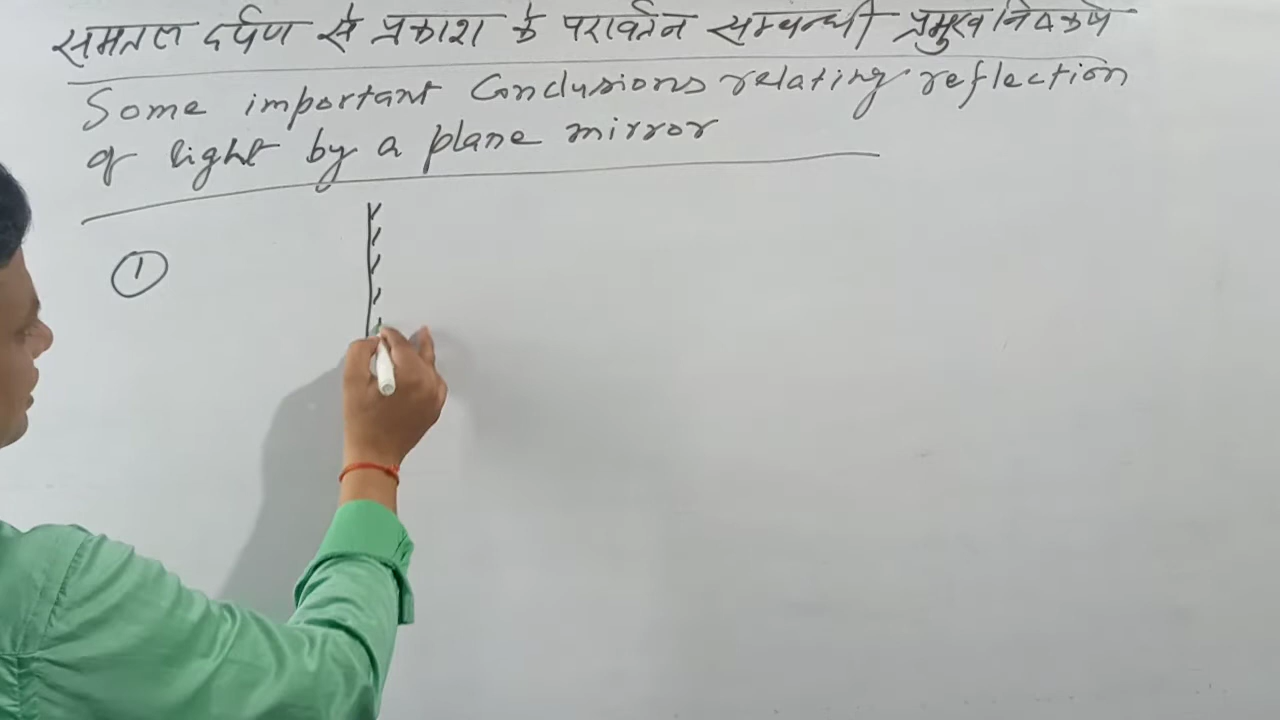 समतल दर्पण से प्रकाश के परावर्तन सम्बन्धी प्रमुख निष्कर्ष
Some important Conclusions relating reflection
of light by a plane mirror
1